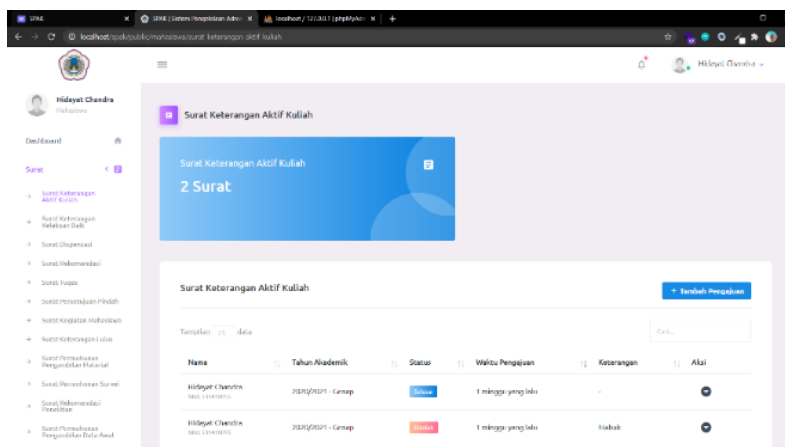 SPAK
SPAK | Sistem Pengelolaan Admin
localhost / 127.0.0.1 | phpMyAdm
localhost/spak/public/mahasiswa/surat-keterangan-aktif-kuliah
Hidayat Chandra
Hidayat Chandra
Mahasiswa
Dashboard
Surat
Surat Keterangan
Aktif Kuliah
Surat Keterangan
Kelakuan Baik
Surat Dispensasi
Surat Rekomendasi
Surat Tugas
Surat Persetujuan Pindah
Surat Kegiatan Mahasiswa
Surat Keterangan Lulus
Surat Permohonan
Pengambilan Material
Surat Permohonan Survei
Surat Rekomendasi
Penelitian
Surat Permohonan
Pengambilan Data Awal
Surat Keterangan Aktif Kuliah
Surat Keterangan Aktif Kuliah
2 Surat
Surat Keterangan Aktif Kuliah
+ Tambah Pengajuan
Tampilan 25 data
Cari...
Nama Tahun Akademik Status Waktu Pengajuan Keterangan Aksi
Hidayat Chandra 2020/2021 - Genap Selesai 1 minggu yang lalu -
Hidayat Chandra 2020/2021 - Genap Ditolak 1 minggu yang lalu